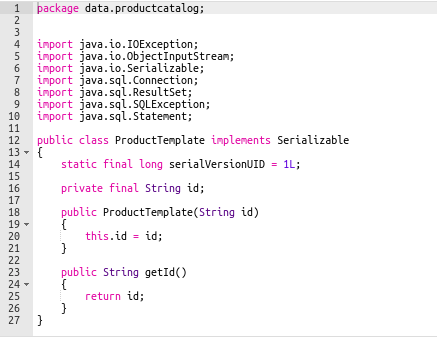 1 package data.productcatalog;
2
3
4 import java.io.IOException;
5 import java.io.ObjectInputStream;
6 import java.io.Serializable;
7 import java.sql.Connection;
8 import java.sql.ResultSet;
9 import java.sql.SQLException;
10 import java.sql.Statement;
11
12 public class ProductTemplate implements Serializable
13 {
14 static final long serialVersionUID = 1L;
15
16 private final String id;
17
18 public ProductTemplate(String id)
19 {
20 this.id = id;
21 }
22
23 public String getId()
24 {
25 return id;
26 }
27 }